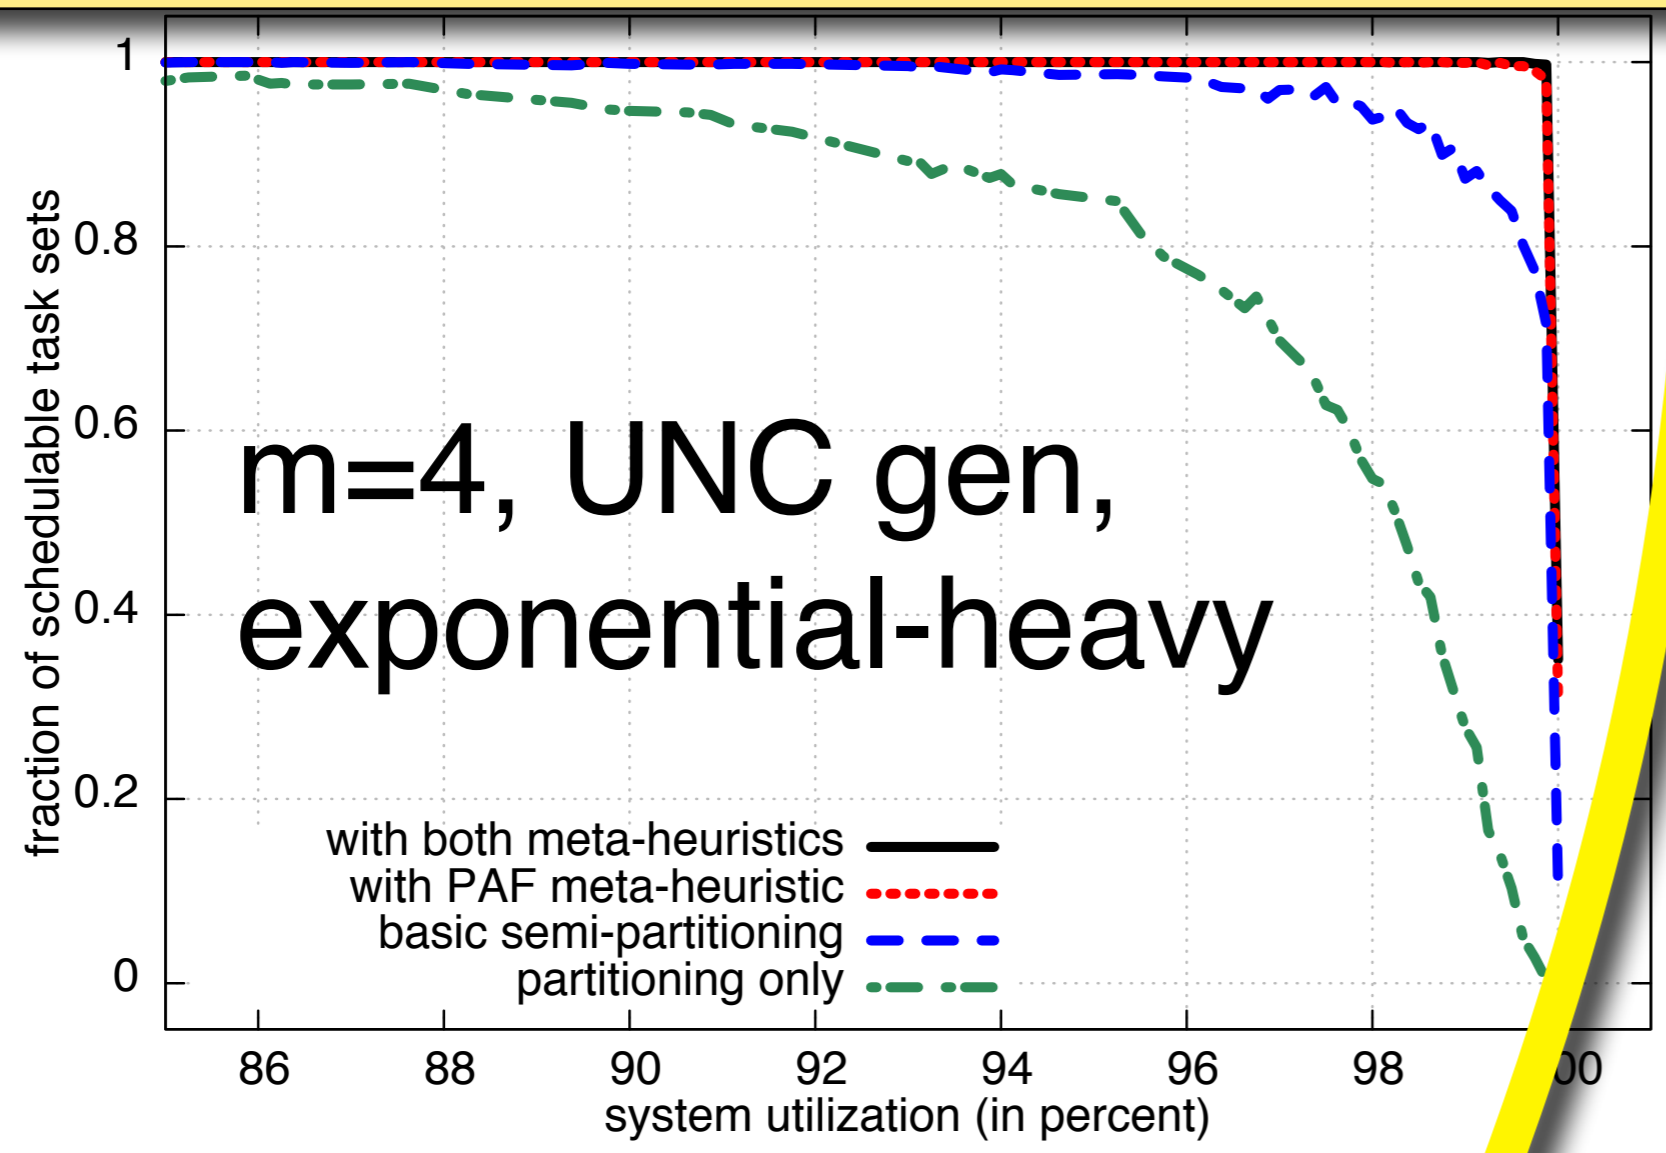 1
0.8
0.6
0.4
0.2
0
fraction of schedulable task sets
m=4, UNC gen,
exponential-heavy
with both meta-heuristics
with PAF meta-heuristic
basic semi-partitioning
partitioning only
86 88 90 92 94 96 98 00
system utilization (in percent)